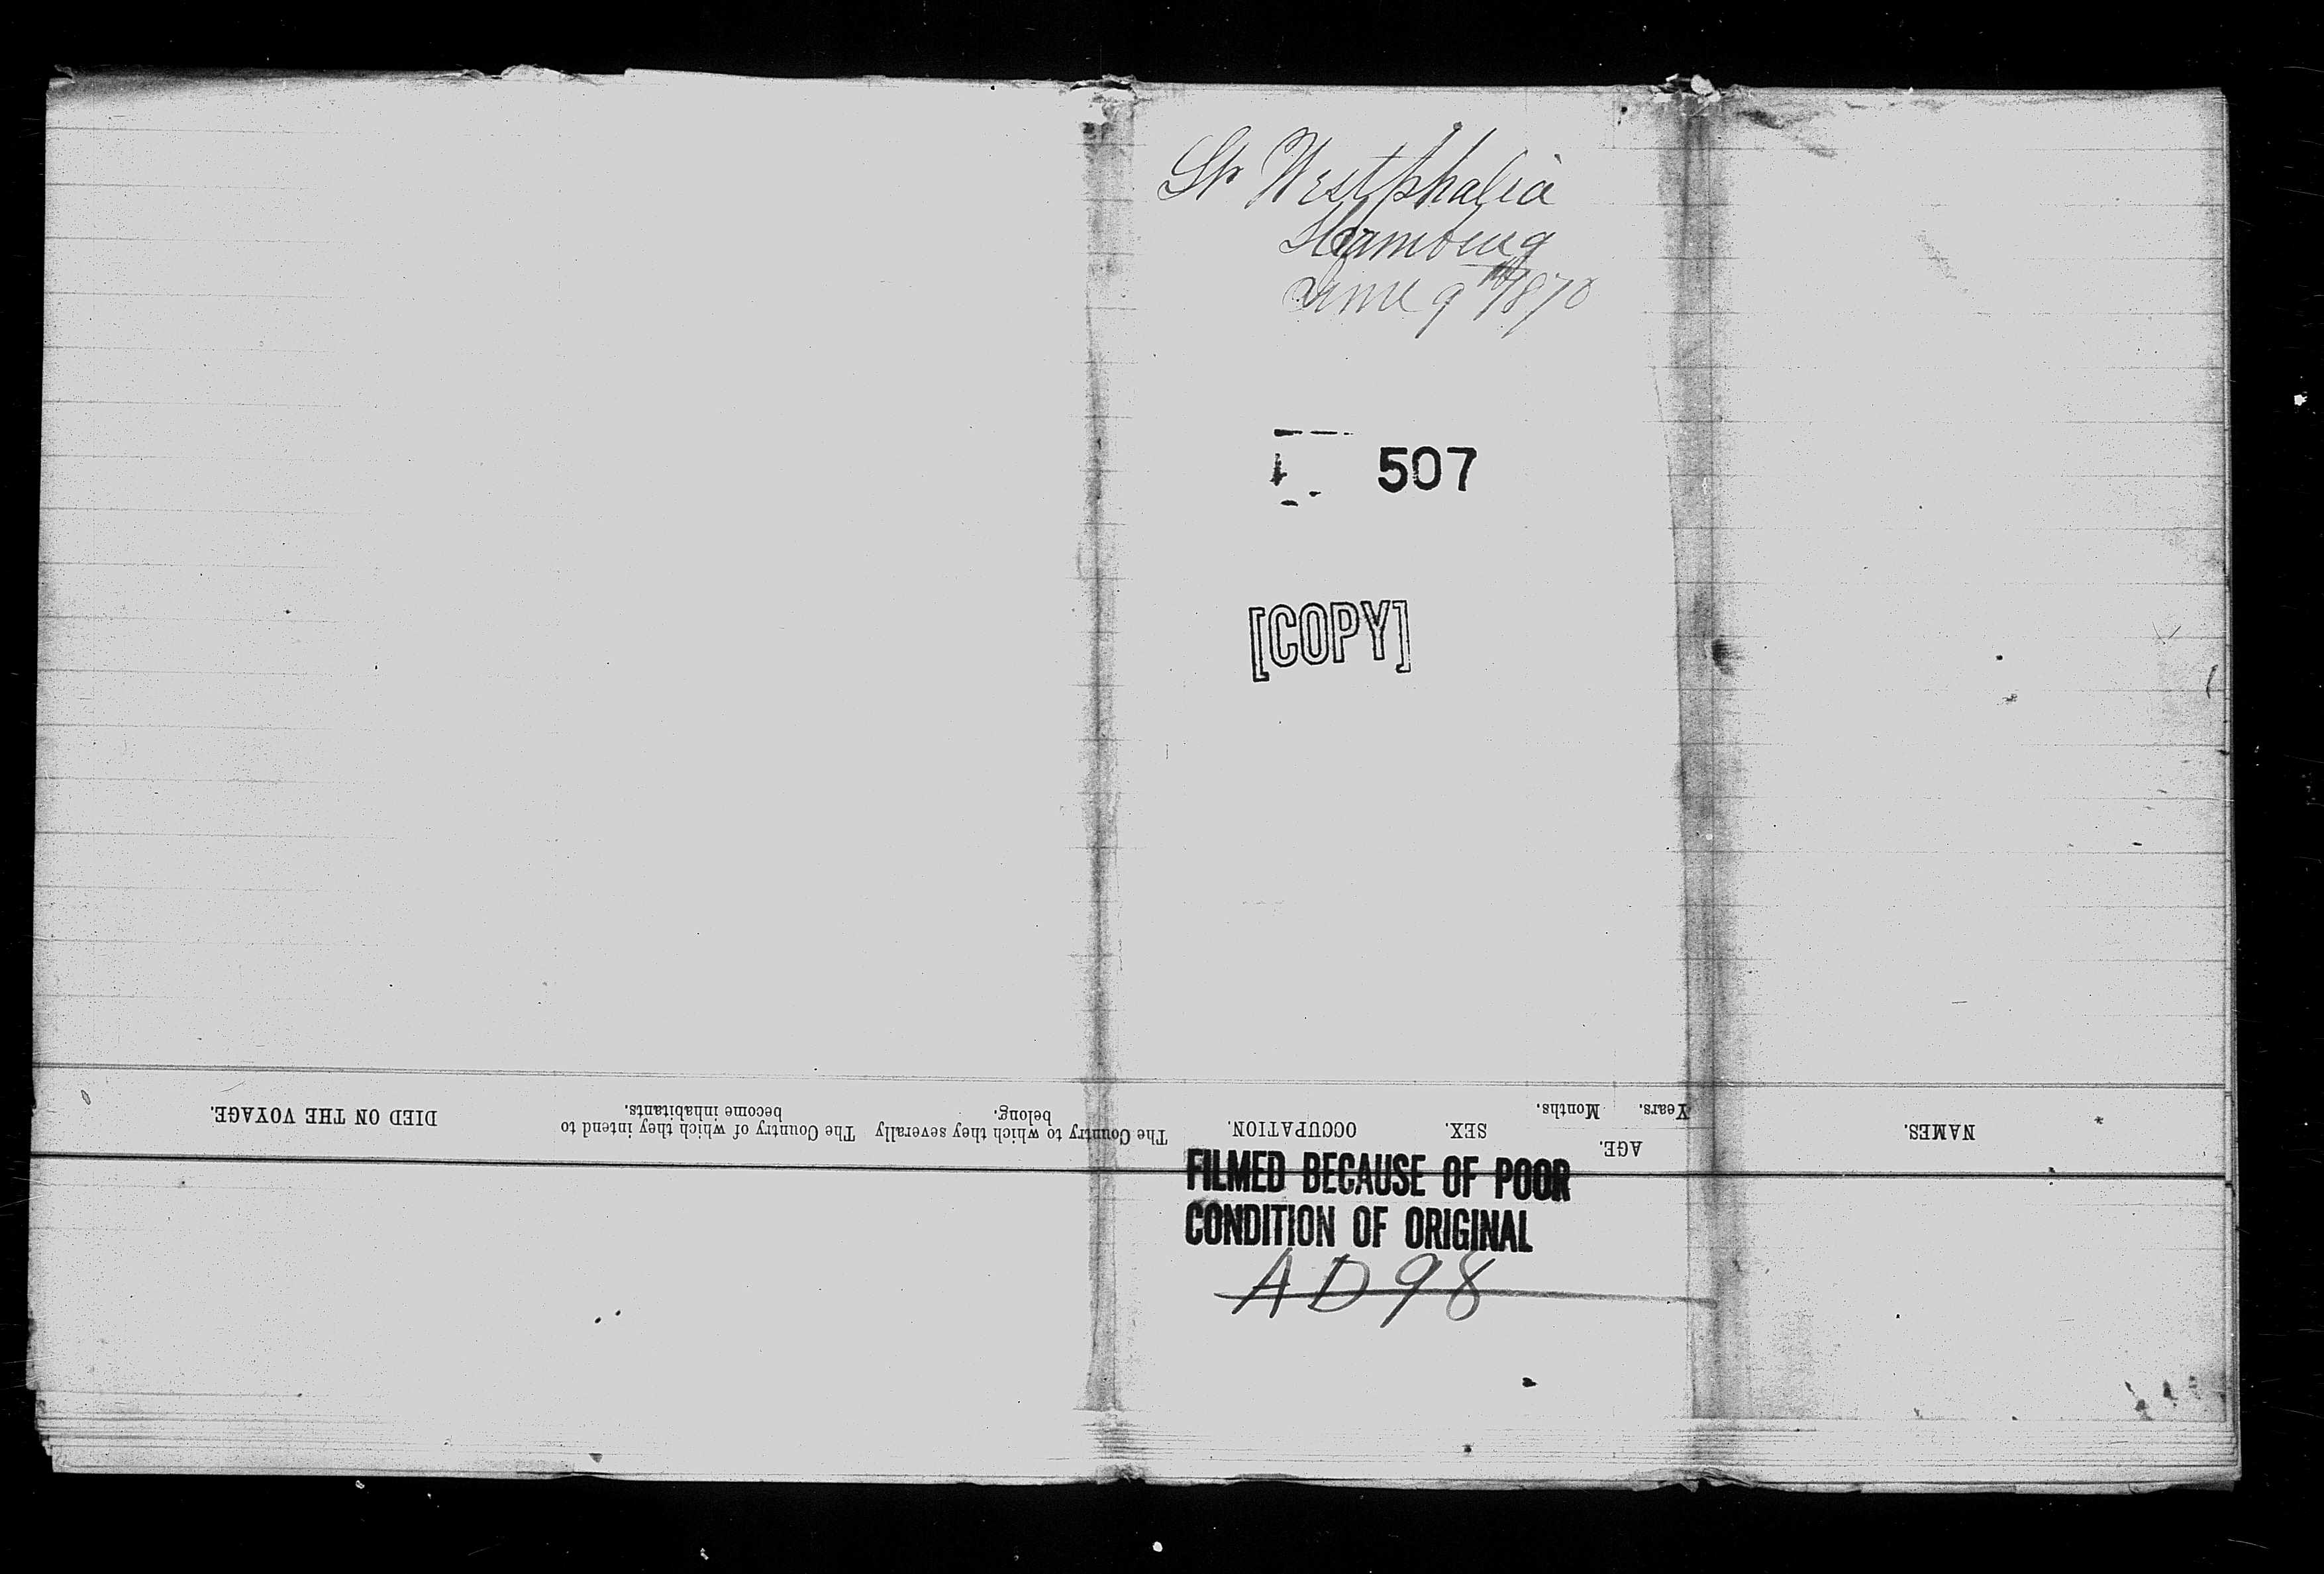 Str Westphalia
Hamburg
June 9th 1870
507
[COPY]
NAMES.
AGE.
Years. Months.
SEX.
OCCUPATION.
The Country to which they severally
belong.
The Country of which they intend to
become inhabitants.
DIED ON THE VOYAGE.
FILMED BECAUSE OF POOR
CONDITION OF ORIGINAL
AD98